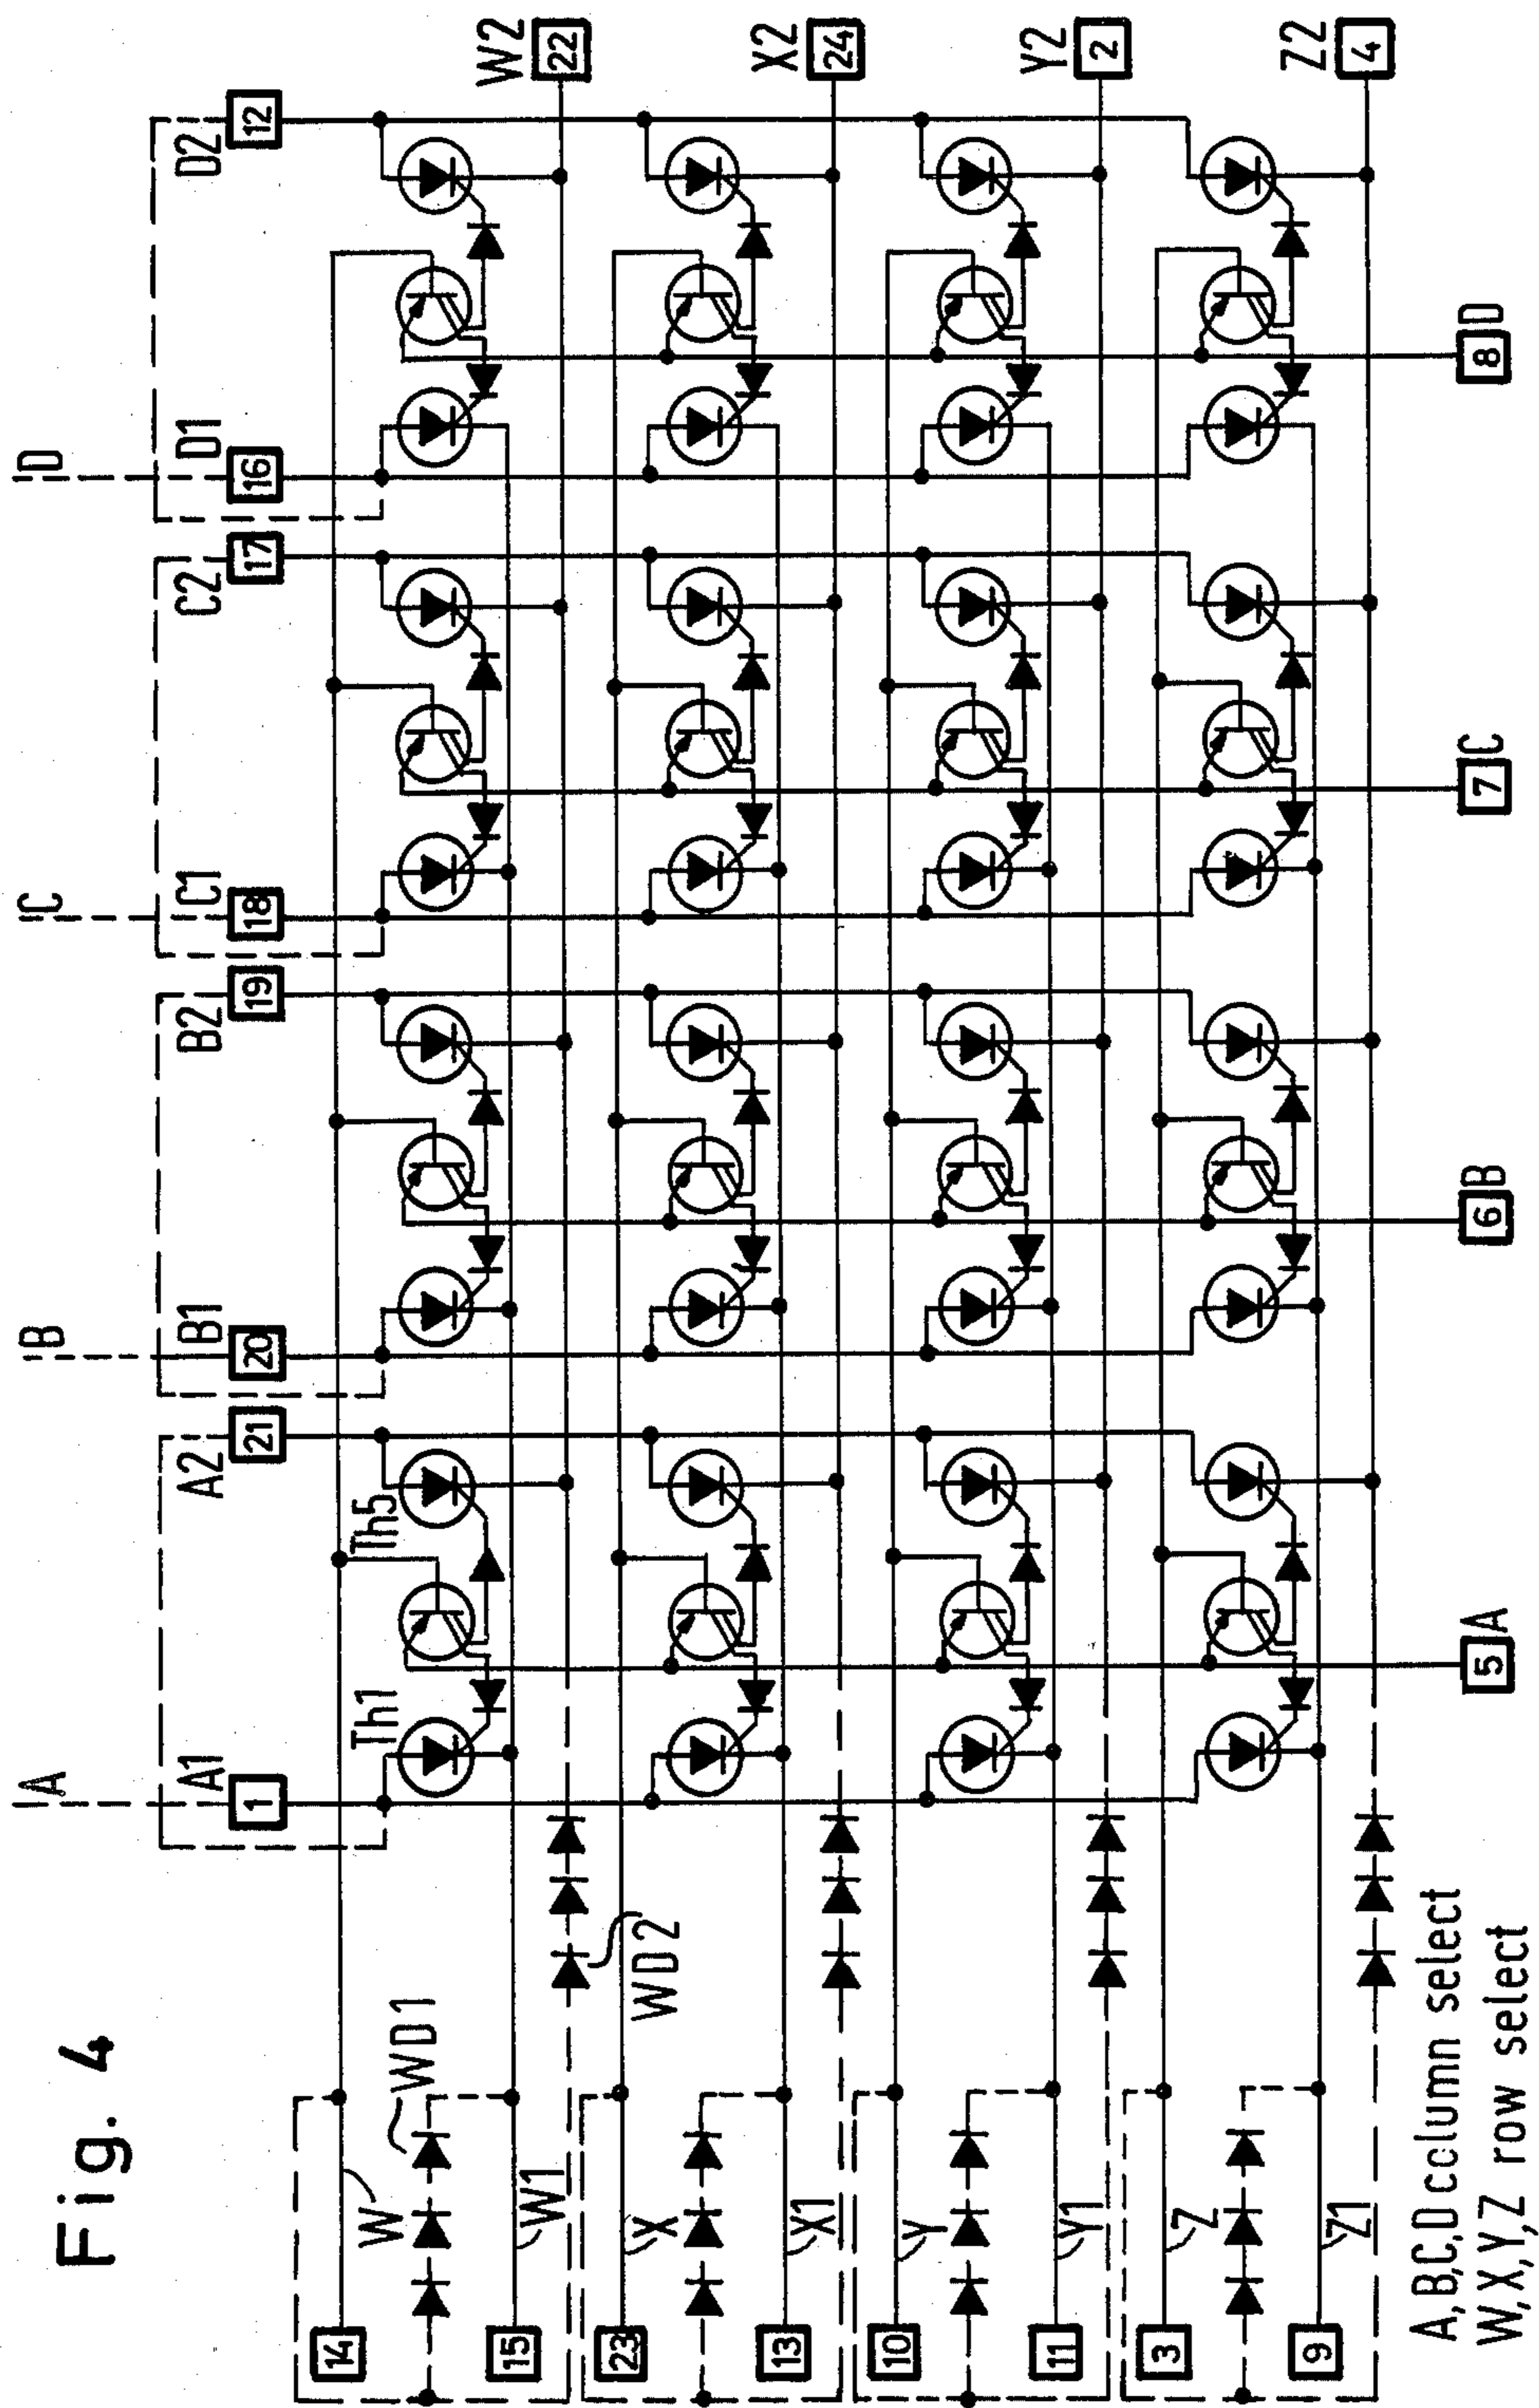 Fig. 4
A
B
C
D
A1
A2
B1
B2
C1
C2
D1
D2
1
21
20
19
18
17
16
12
Th1
Th5
14
W
WD1
W2
22
15
W1
WD2
23
X
X2
24
13
X1
10
Y
Y2
2
11
Y1
3
Z
Z2
4
9
Z1
5 A
6 B
7 C
8 D
A,B,C,D cclumn select
W,X,Y,Z row select